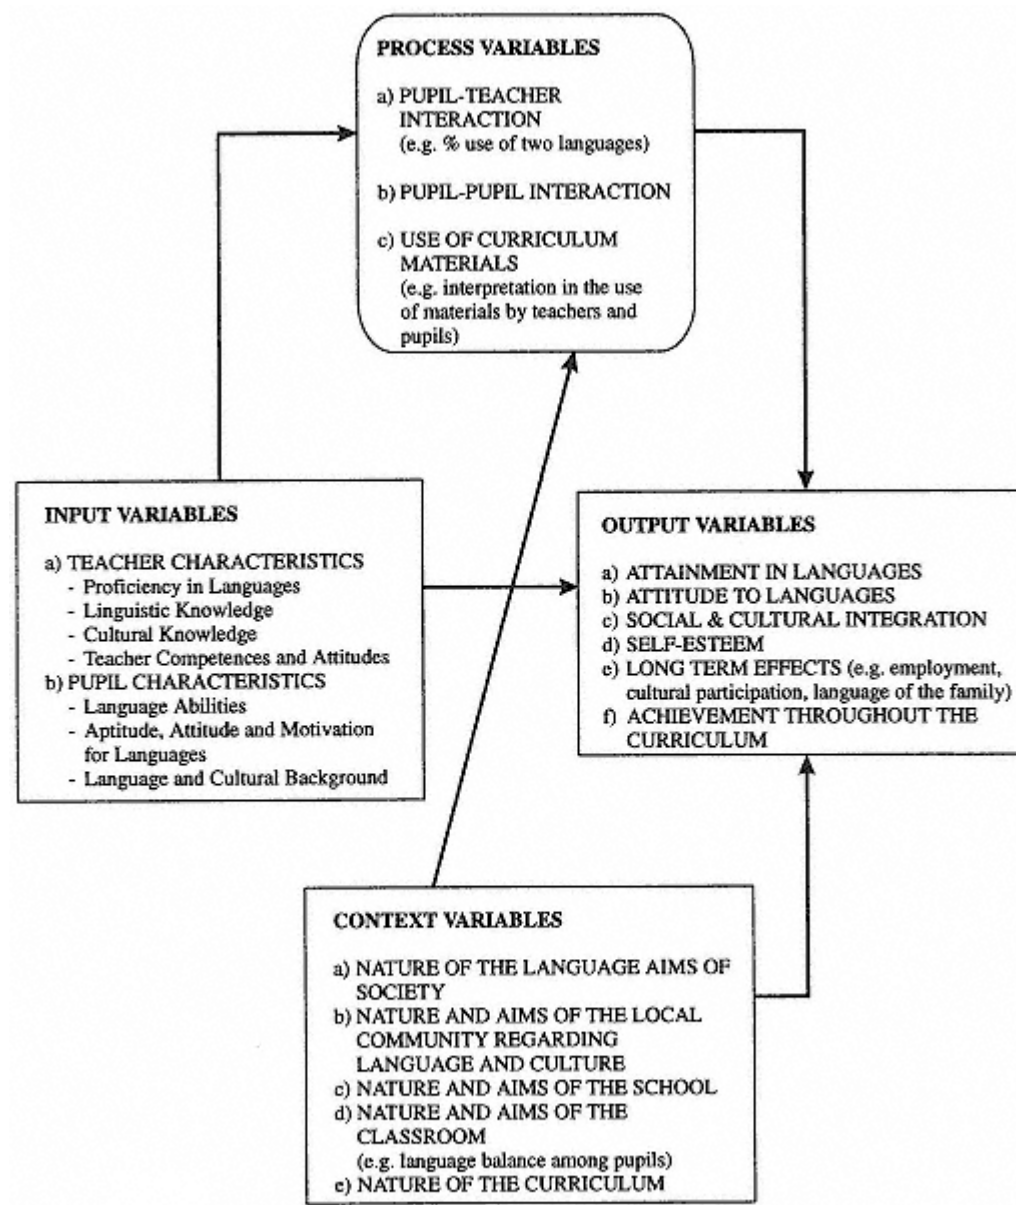 PROCESS VARIABLES
a) PUPIL-TEACHER
INTERACTION
(e.g. % use of two languages)
b) PUPIL-PUPIL INTERACTION
c) USE OF CURRICULUM
MATERIALS
(e.g. interpretation in the use
of materials by teachers and
pupils)
INPUT VARIABLES
a) TEACHER CHARACTERISTICS
- Proficiency in Languages
- Linguistic Knowledge
- Cultural Knowledge
- Teacher Competences and Attitudes
b) PUPIL CHARACTERISTICS
- Language Abilities
- Aptitude, Attitude and Motivation
for Languages
- Language and Cultural Background
OUTPUT VARIABLES
a) ATTAINMENT IN LANGUAGES
b) ATTITUDE TO LANGUAGES
c) SOCIAL & CULTURAL INTEGRATION
d) SELF-ESTEEM
e) LONG TERM EFFECTS (e.g. employment,
cultural participation, language of the family)
f) ACHIEVEMENT THROUGHOUT THE
CURRICULUM
CONTEXT VARIABLES
a) NATURE OF THE LANGUAGE AIMS OF
SOCIETY
b) NATURE AND AIMS OF THE LOCAL
COMMUNITY REGARDING
LANGUAGE AND CULTURE
c) NATURE AND AIMS OF THE SCHOOL
d) NATURE AND AIMS OF THE
CLASSROOM
(e.g. language balance among pupils)
e) NATURE OF THE CURRICULUM